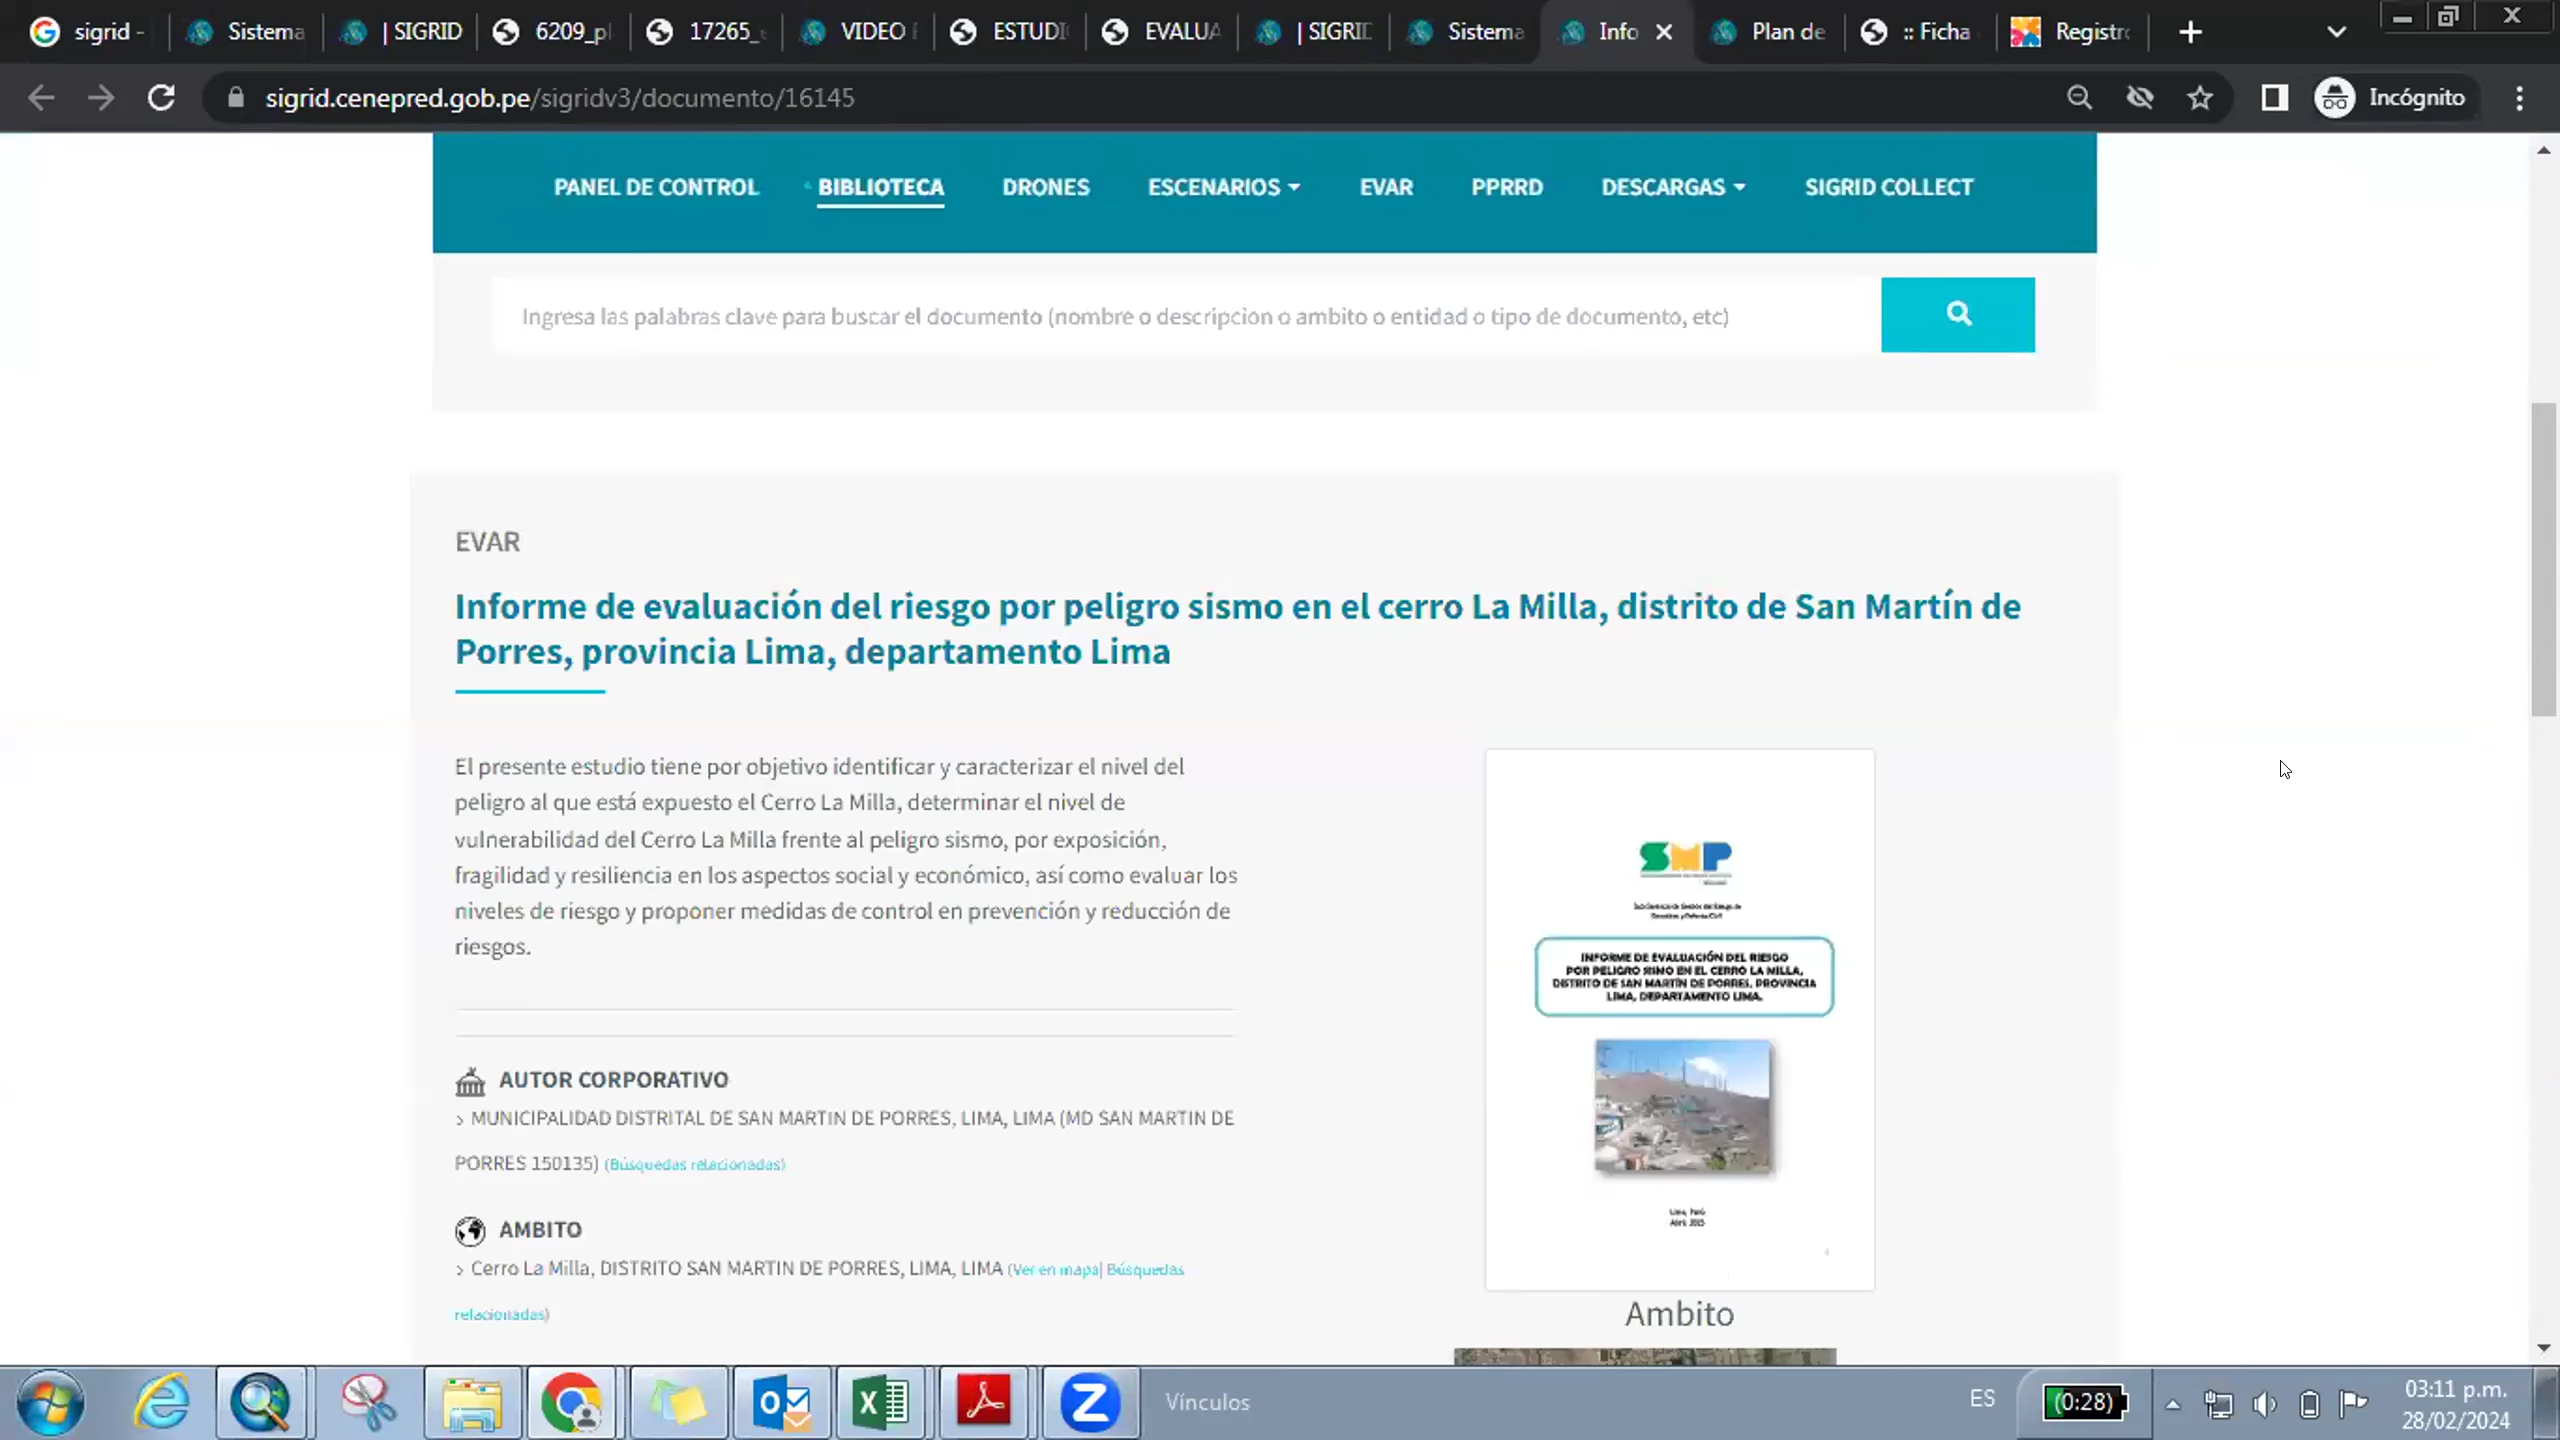 sigrid -
Sistema
| SIGRID
6209_p
17265_
VIDEO
ESTUDI
EVALUA
| SIGRID
Sistema
Info
Plan de
:: Ficha
Registro
sigrid.cenepred.gob.pe/sigridv3/documento/16145
Incógnito
PANEL DE CONTROL
BIBLIOTECA
DRONES
ESCENARIOS
EVAR
PPRRD
DESCARGAS
SIGRID COLLECT
Ingresa las palabras clave para buscar el documento (nombre o descripcion o ambito o entidad o tipo de documento, etc)
EVAR
Informe de evaluación del riesgo por peligro sismo en el cerro La Milla, distrito de San Martín de
Porres, provincia Lima, departamento Lima
El presente estudio tiene por objetivo identificar y caracterizar el nivel del
peligro al que está expuesto el Cerro La Milla, determinar el nivel de
vulnerabilidad del Cerro La Milla frente al peligro sismo, por exposición,
fragilidad y resiliencia en los aspectos social y económico, así como evaluar los
niveles de riesgo y proponer medidas de control en prevención y reducción de
riesgos.
AUTOR CORPORATIVO
› MUNICIPALIDAD DISTRITAL DE SAN MARTIN DE PORRES, LIMA, LIMA (MD SAN MARTIN DE
PORRES 150135) (Búsquedas relacionadas)
AMBITO
› Cerro La Milla, DISTRITO SAN MARTIN DE PORRES, LIMA, LIMA (Ver en mapa| Búsquedas
relacionadas)
SMP
INFORME DE EVALUACIÓN DEL RIESGO
POR PELIGRO SISMO EN EL CERRO LA MILLA,
DISTRITO DE SAN MARTÍN DE PORRES, PROVINCIA
LIMA, DEPARTAMENTO LIMA.
Lima, Perú
Abril 2015
Ambito
Vínculos
ES
(0:28)
03:11 p.m.
28/02/2024